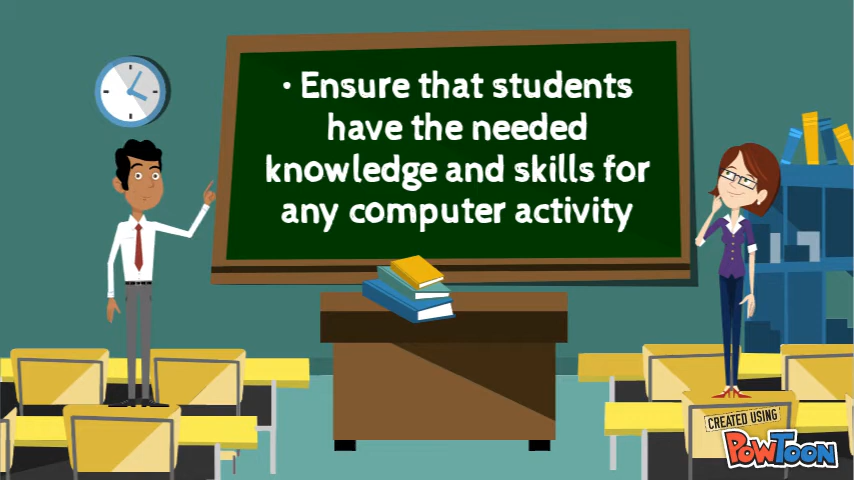 • Ensure that students
have the needed
knowledge and skills for
any computer activity
CREATED USING
POWTOON